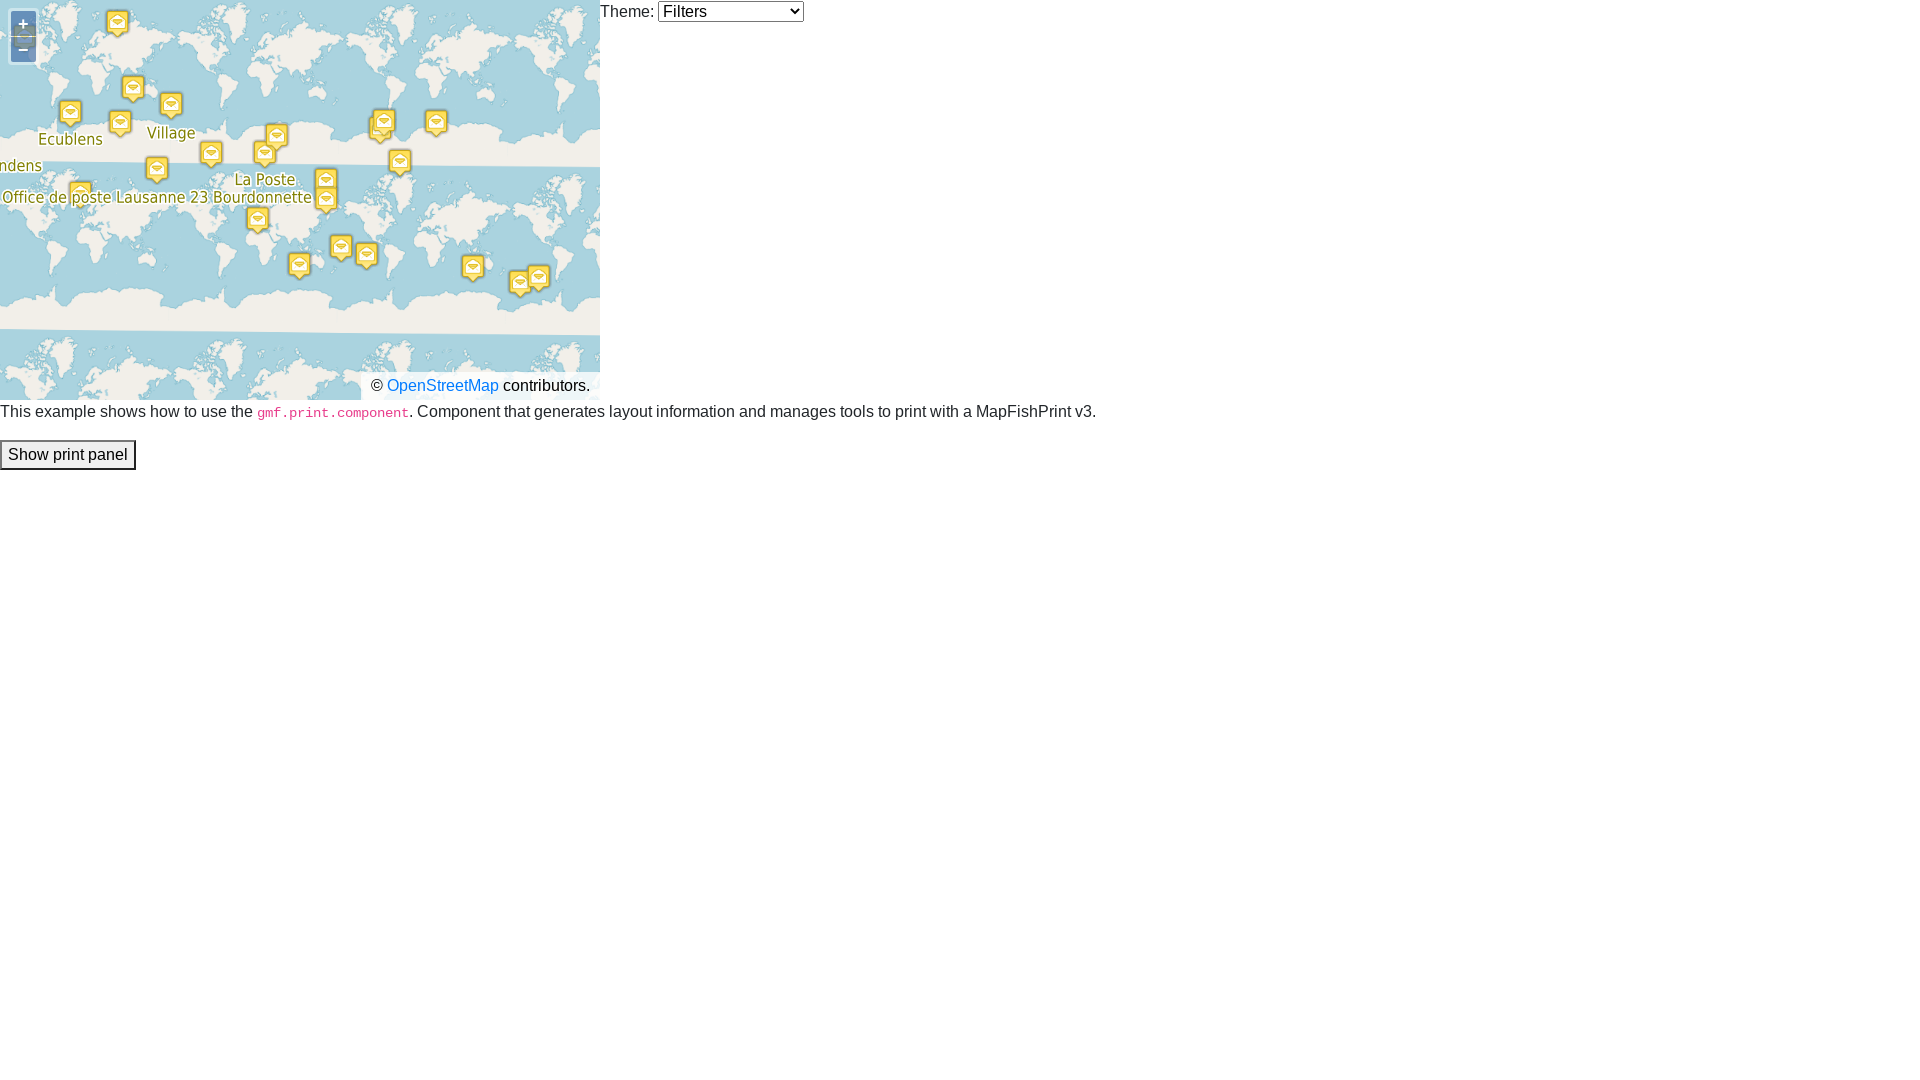 +
−
Theme: Filters
Ecublens
Village
ndens
La Poste
Office de poste Lausanne 23 Bourdonnette
© OpenStreetMap contributors.
This example shows how to use the gmf.print.component. Component that generates layout information and manages tools to print with a MapFishPrint v3.
Show print panel